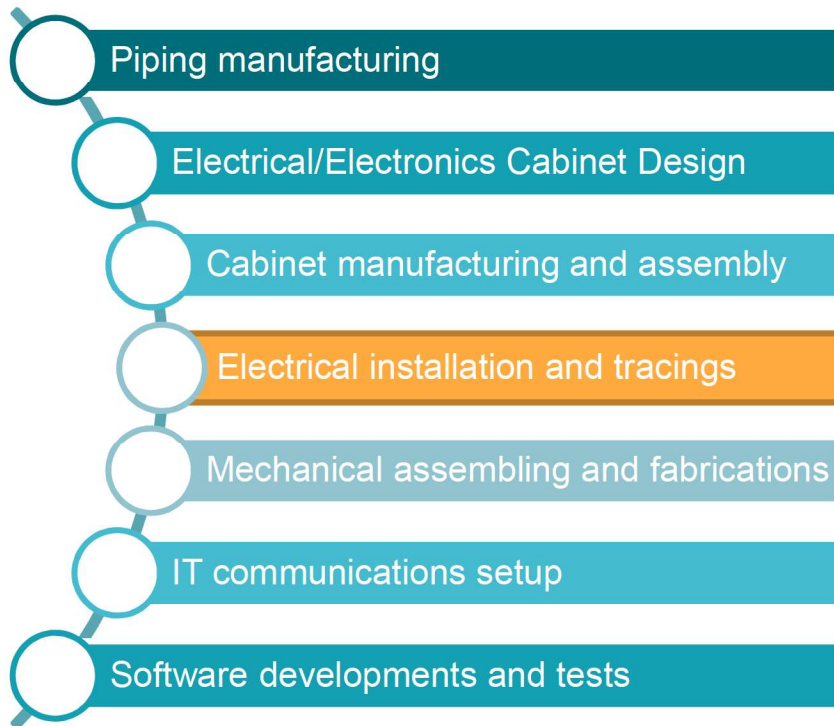 Piping manufacturing
Electrical/Electronics Cabinet Design
Cabinet manufacturing and assembly
Electrical installation and tracings
Mechanical assembling and fabrications
IT communications setup
Software developments and tests